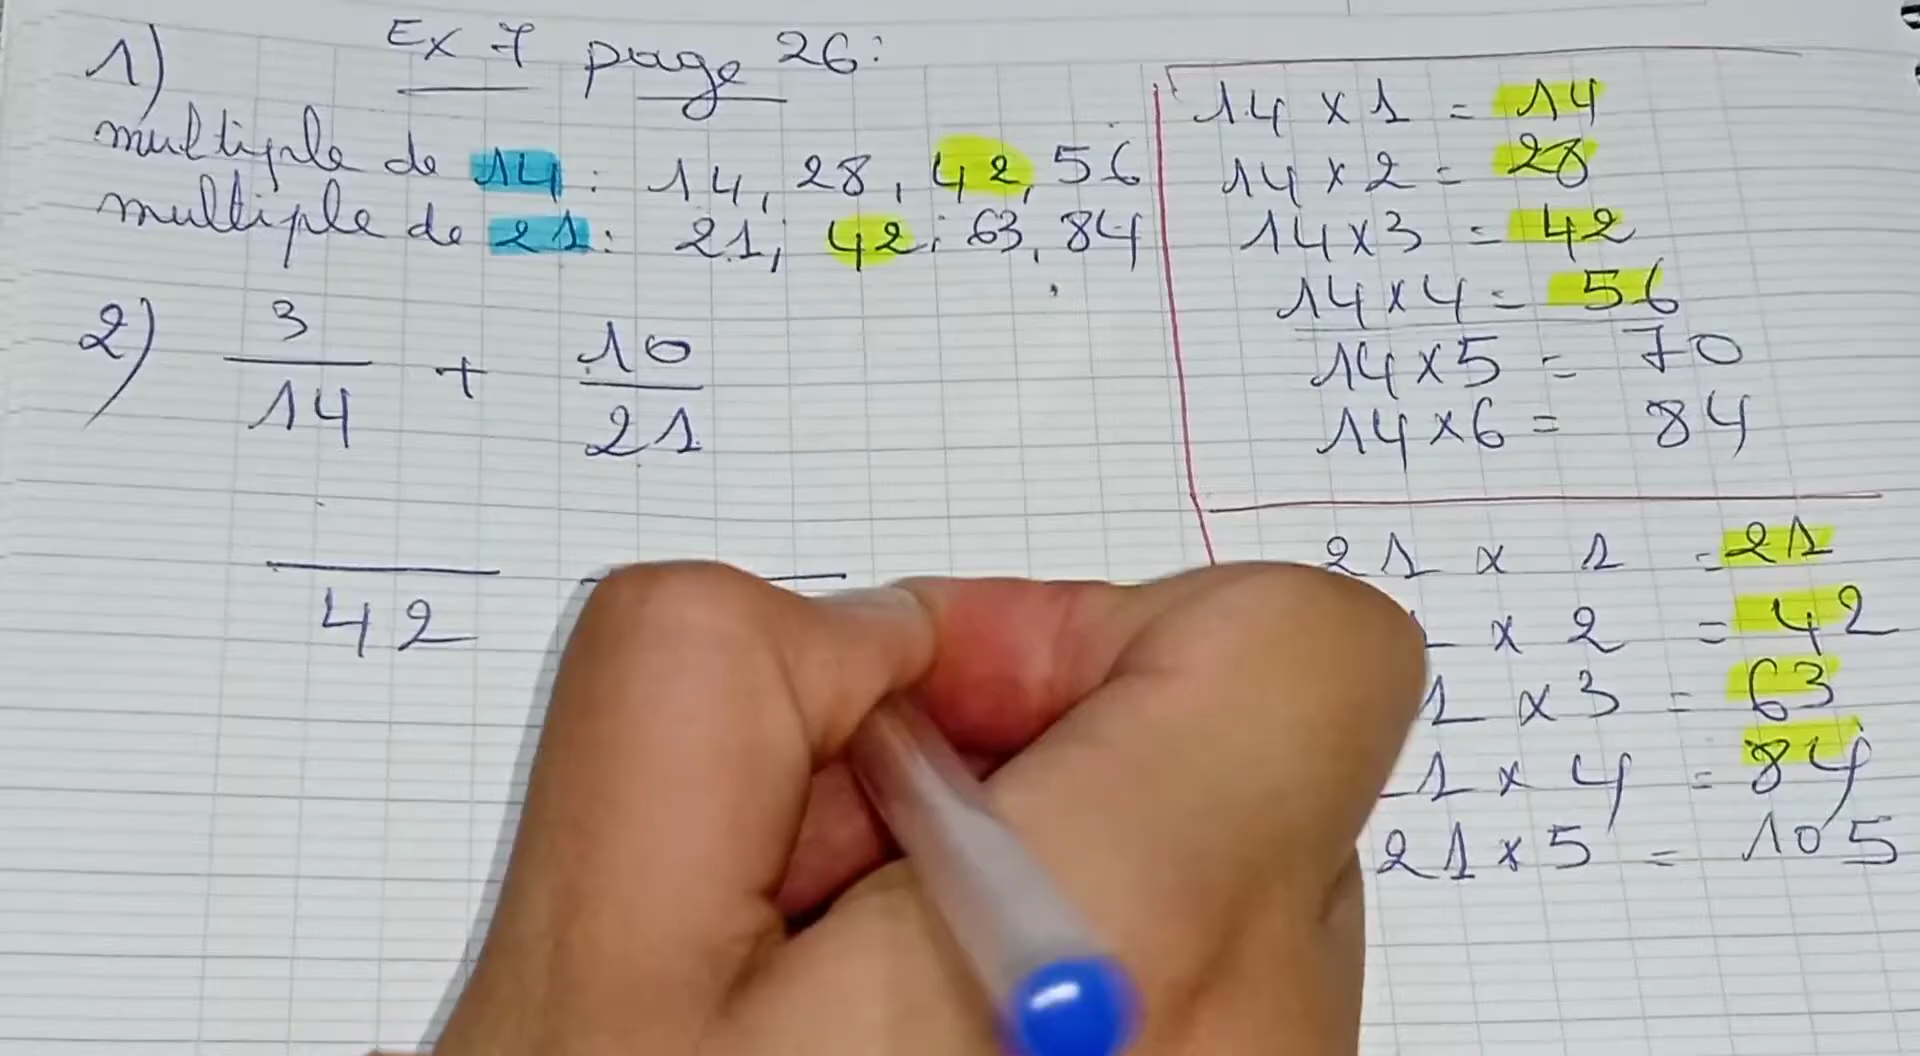 Ex 7 page 26:
1)
multiple de 14 : 14, 28, 42, 56
multiple de 21 : 21, 42, 63, 84
2) 3/14 + 10/21
42
14 x 1 = 14
14 x 2 = 28
14 x 3 = 42
14 x 4 = 56
14 x 5 = 70
14 x 6 = 84
21 x 1 = 21
x 2 = 42
1 x 3 = 63
1 x 4 = 84
21 x 5 = 105